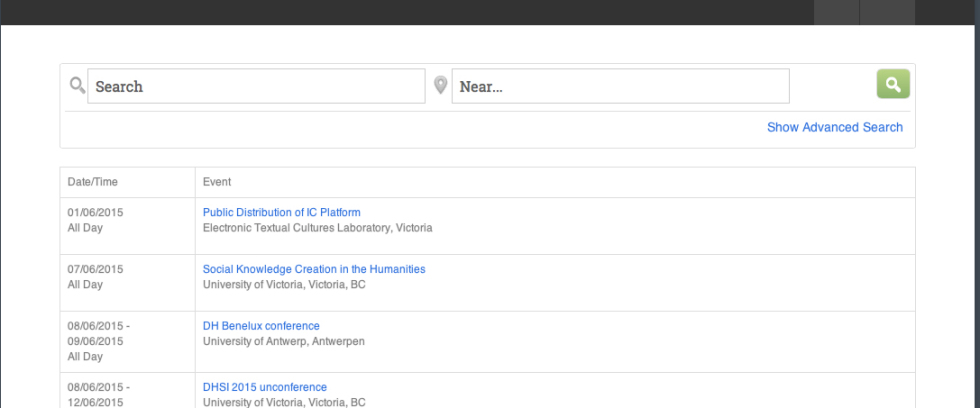 Search
Near...
Show Advanced Search
Date/Time Event
01/06/2015 Public Distribution of IC Platform
All Day Electronic Textual Cultures Laboratory, Victoria
07/06/2015 Social Knowledge Creation in the Humanities
All Day University of Victoria, Victoria, BC
08/06/2015 - DH Benelux conference
09/06/2015 University of Antwerp, Antwerpen
All Day
08/06/2015 - DHSI 2015 unconference
12/06/2015 University of Victoria, Victoria, BC